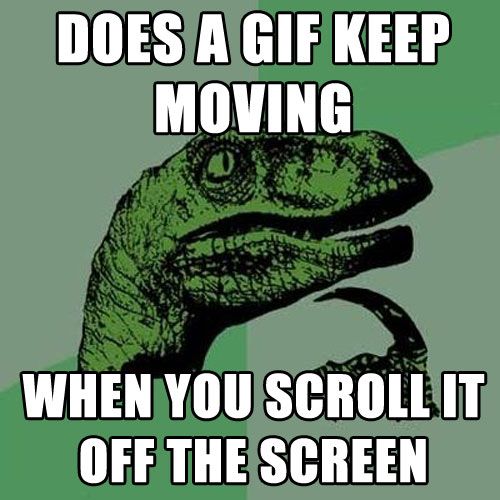 DOES A GIF KEEP
MOVING
WHEN YOU SCROLL IT
OFF THE SCREEN